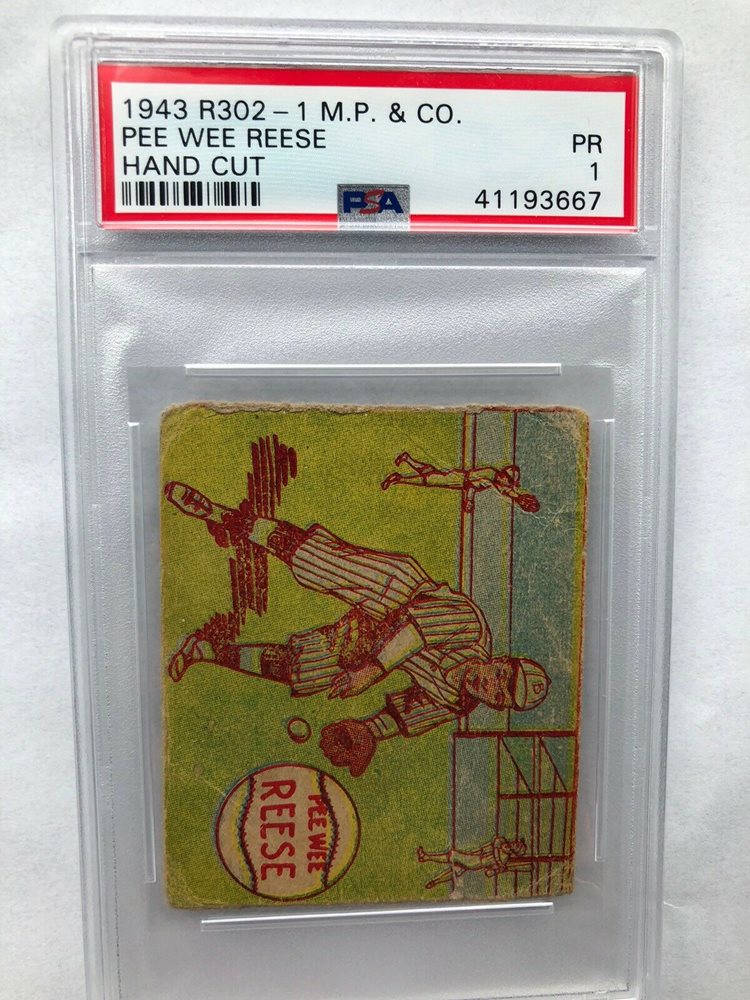 1943 R302-1 M.P. & CO.
PEE WEE REESE PR
HAND CUT 1
PSA 41193667
B
PEE WEE
REESE